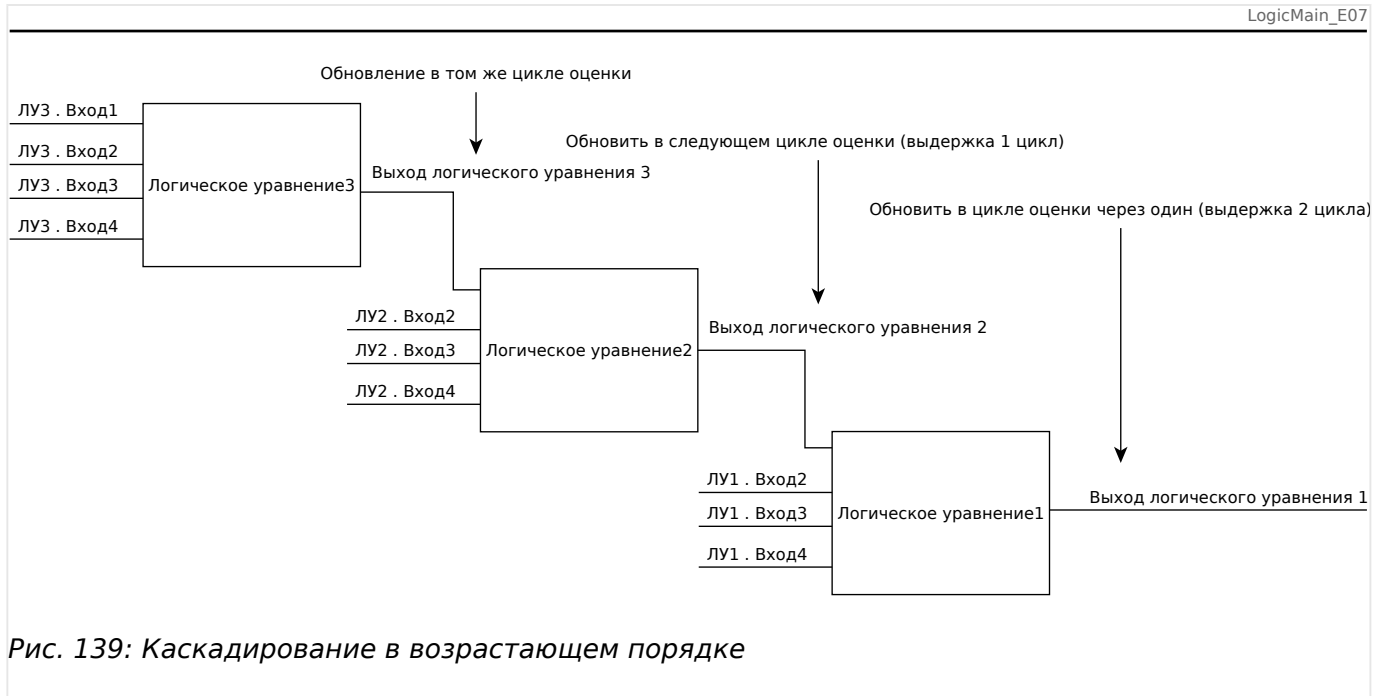 LogicMain_E07
Обновление в том же цикле оценки
ЛУ3 . Вход1
ЛУ3 . Вход2
ЛУ3 . Вход3
ЛУ3 . Вход4
Логическое уравнение3
Выход логического уравнения 3
Обновить в следующем цикле оценки (выдержка 1 цикл)
Обновить в цикле оценки через один (выдержка 2 цикла)
ЛУ2 . Вход2
ЛУ2 . Вход3
ЛУ2 . Вход4
Логическое уравнение2
Выход логического уравнения 2
ЛУ1 . Вход2
ЛУ1 . Вход3
ЛУ1 . Вход4
Логическое уравнение1
Выход логического уравнения 1
Рис. 139: Каскадирование в возрастающем порядке